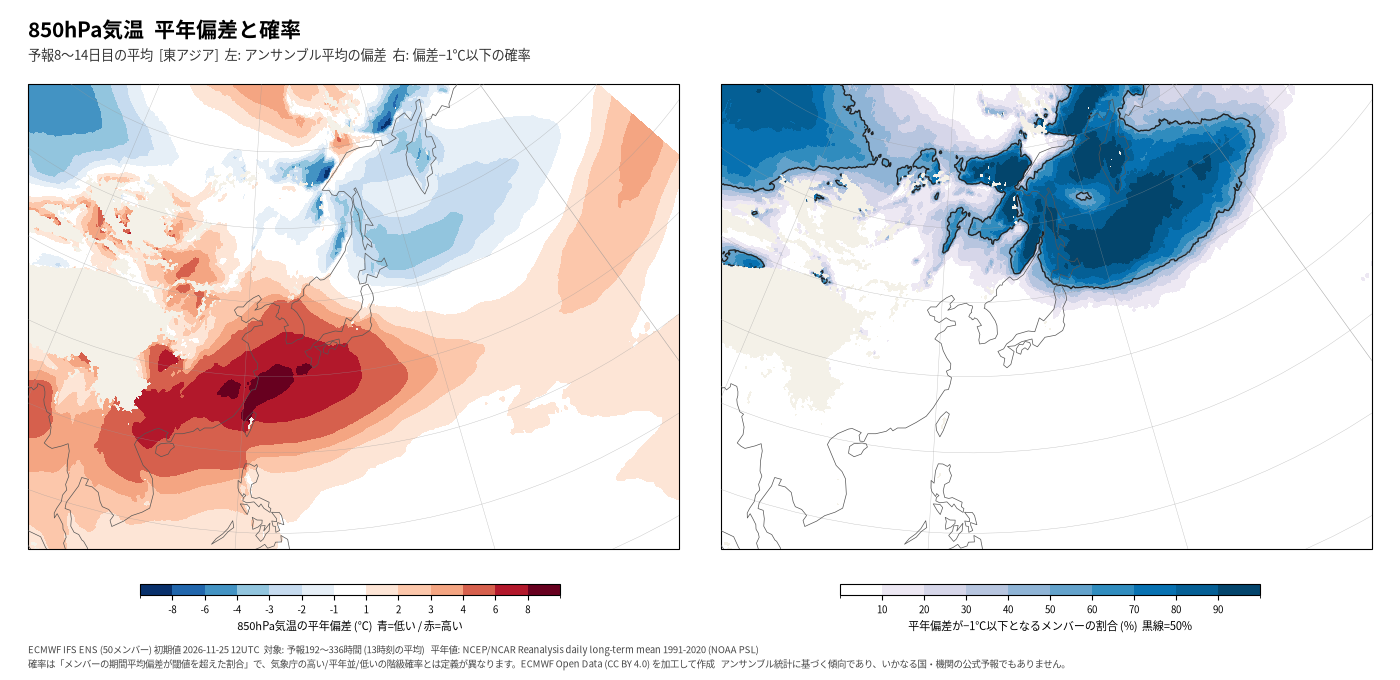 850hPa気温 平年偏差と確率
予報8〜14日目の平均 [東アジア] 左: アンサンブル平均の偏差 右: 偏差−1℃以下の確率
-8 -6 -4 -3 -2 -1 1 2 3 4 6 8
850hPa気温の平年偏差 (℃) 青=低い / 赤=高い
10 20 30 40 50 60 70 80 90
平年偏差が−1℃以下となるメンバーの割合 (%) 黒線=50%
ECMWF IFS ENS (50メンバー) 初期値 2026-11-25 12UTC 対象: 予報192〜336時間 (13時刻の平均) 平年値: NCEP/NCAR Reanalysis daily long-term mean 1991-2020 (NOAA PSL)
確率は「メンバーの期間平均偏差が閾値を超えた割合」で、気象庁の高い/平年並/低いの階級確率とは定義が異なります。ECMWF Open Data (CC BY 4.0) を加工して作成 アンサンブル統計に基づく傾向であり、いかなる国・機関の公式予報でもありません。